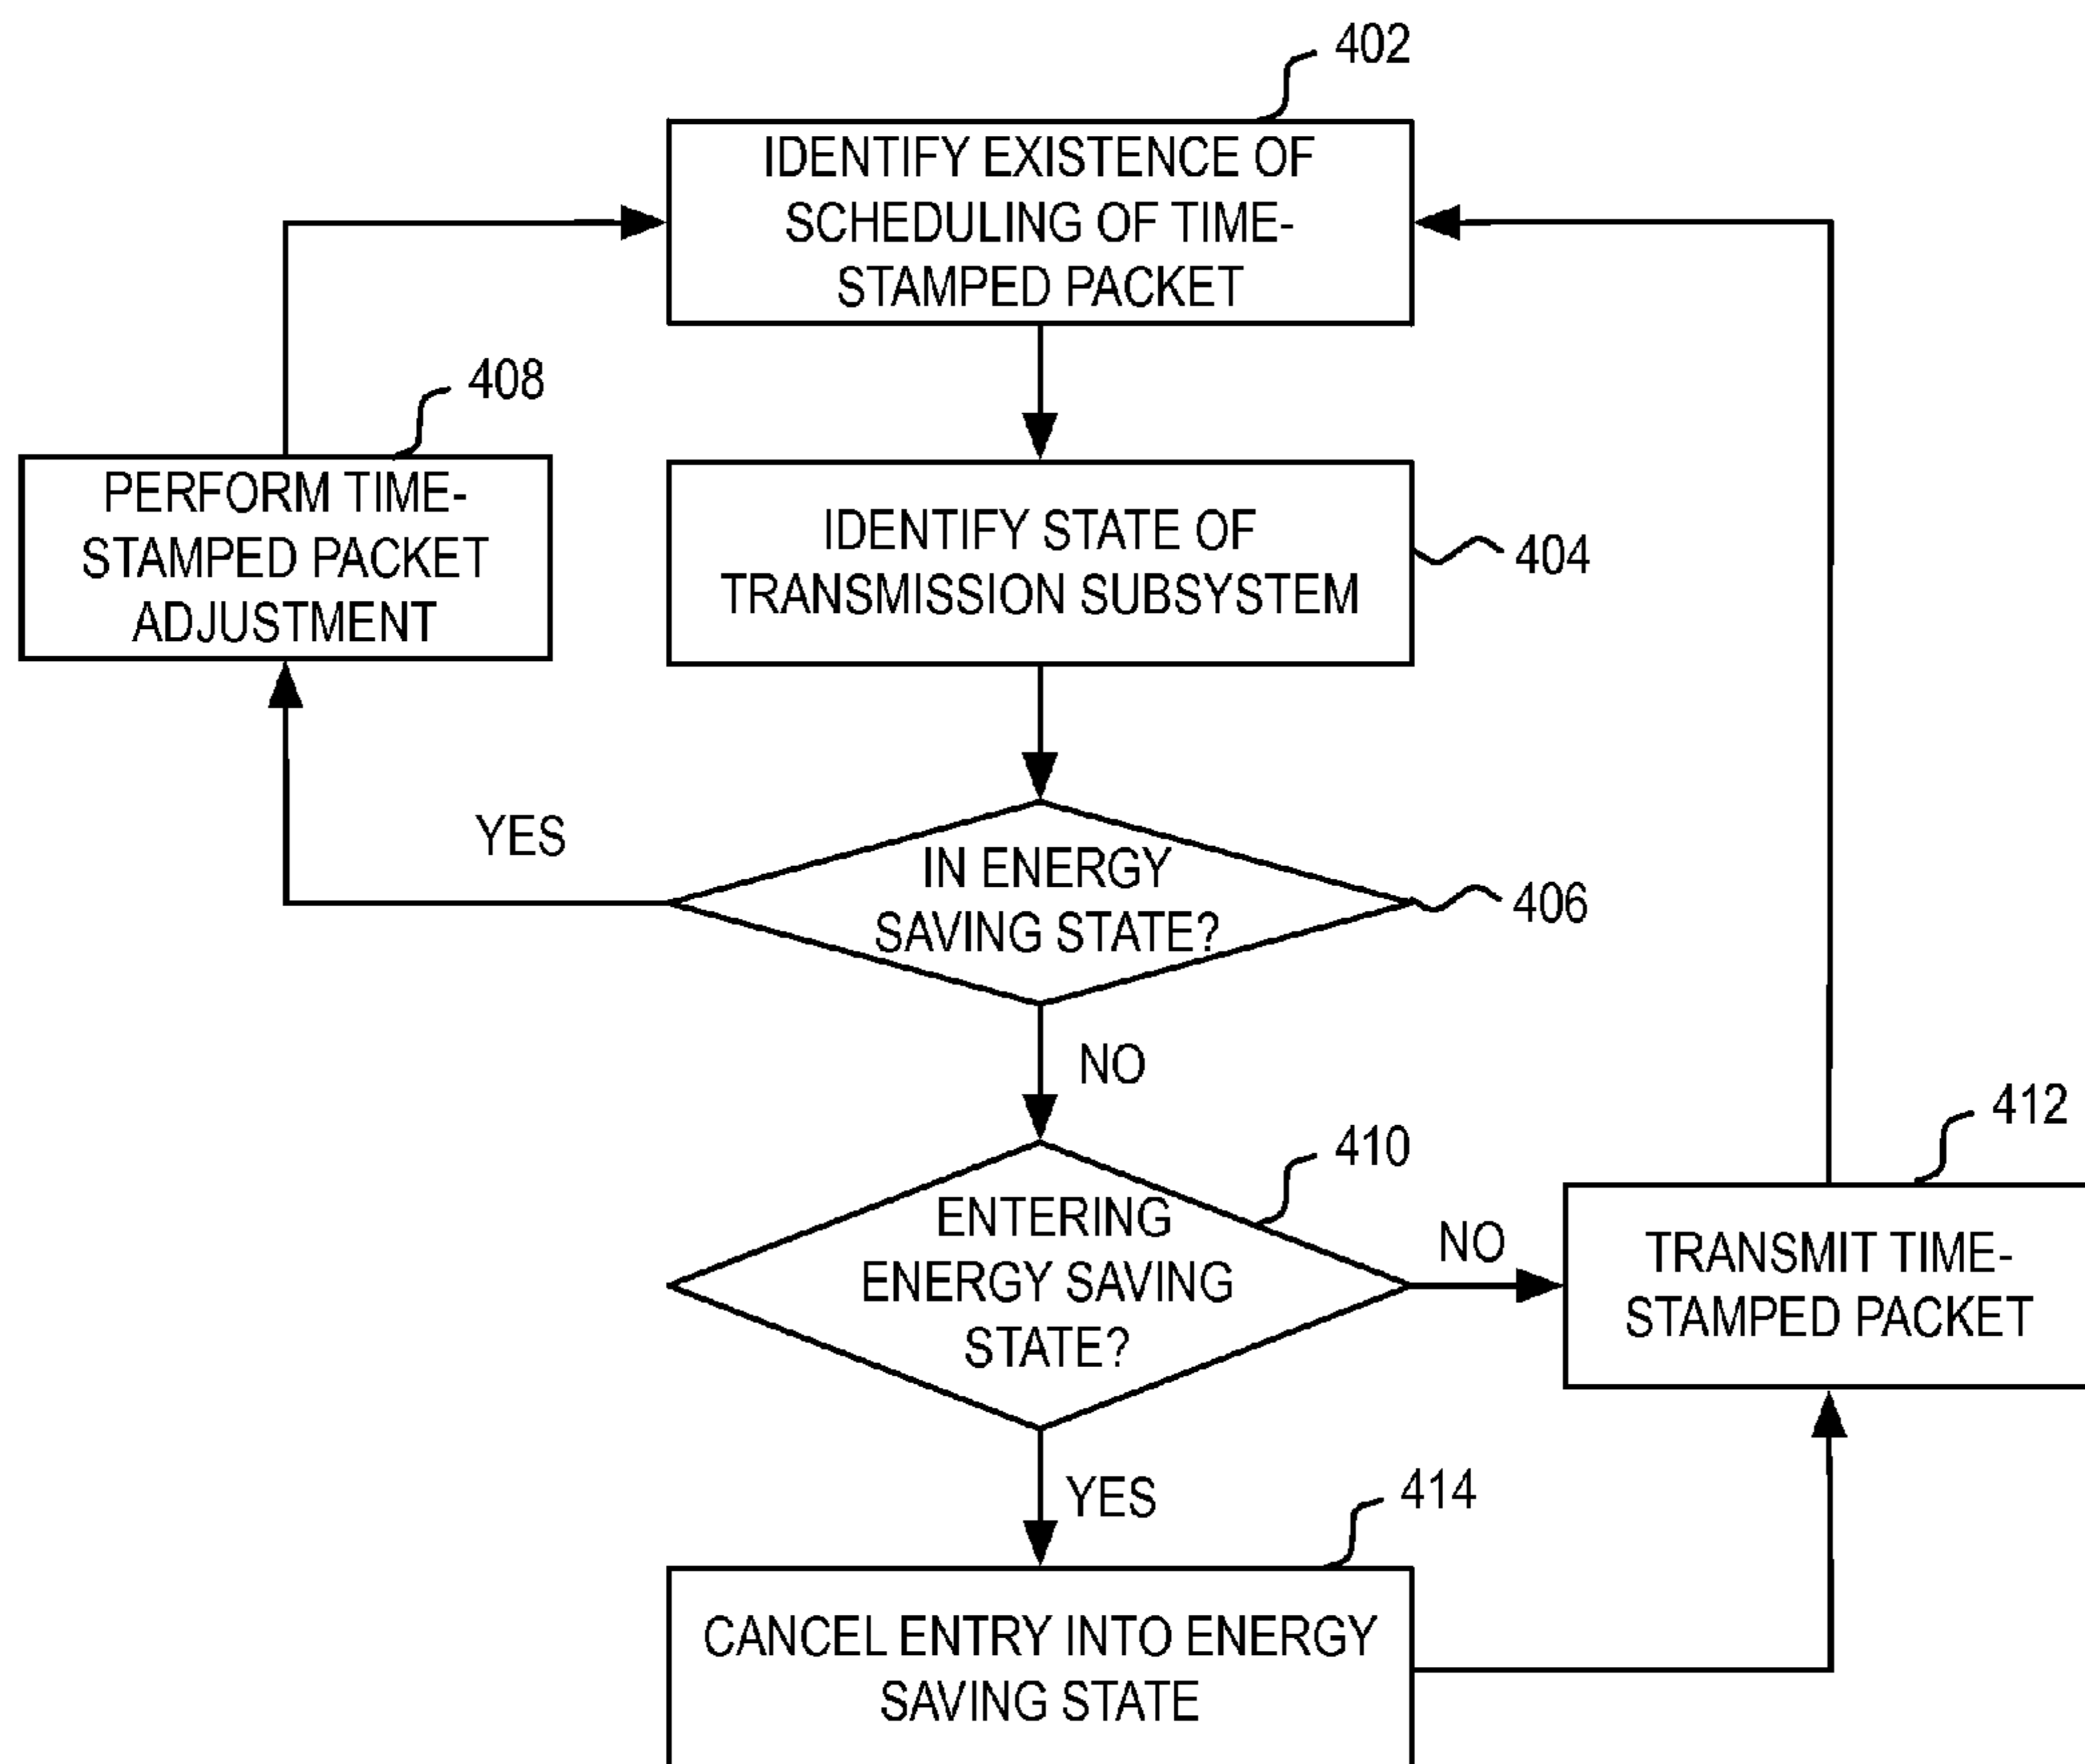 402
IDENTIFY EXISTENCE OF
SCHEDULING OF TIME-
STAMPED PACKET
408
PERFORM TIME-
STAMPED PACKET
ADJUSTMENT
IDENTIFY STATE OF
TRANSMISSION SUBSYSTEM
404
YES
IN ENERGY
SAVING STATE?
406
NO
410
ENTERING
ENERGY SAVING
STATE?
NO
412
TRANSMIT TIME-
STAMPED PACKET
YES
414
CANCEL ENTRY INTO ENERGY
SAVING STATE